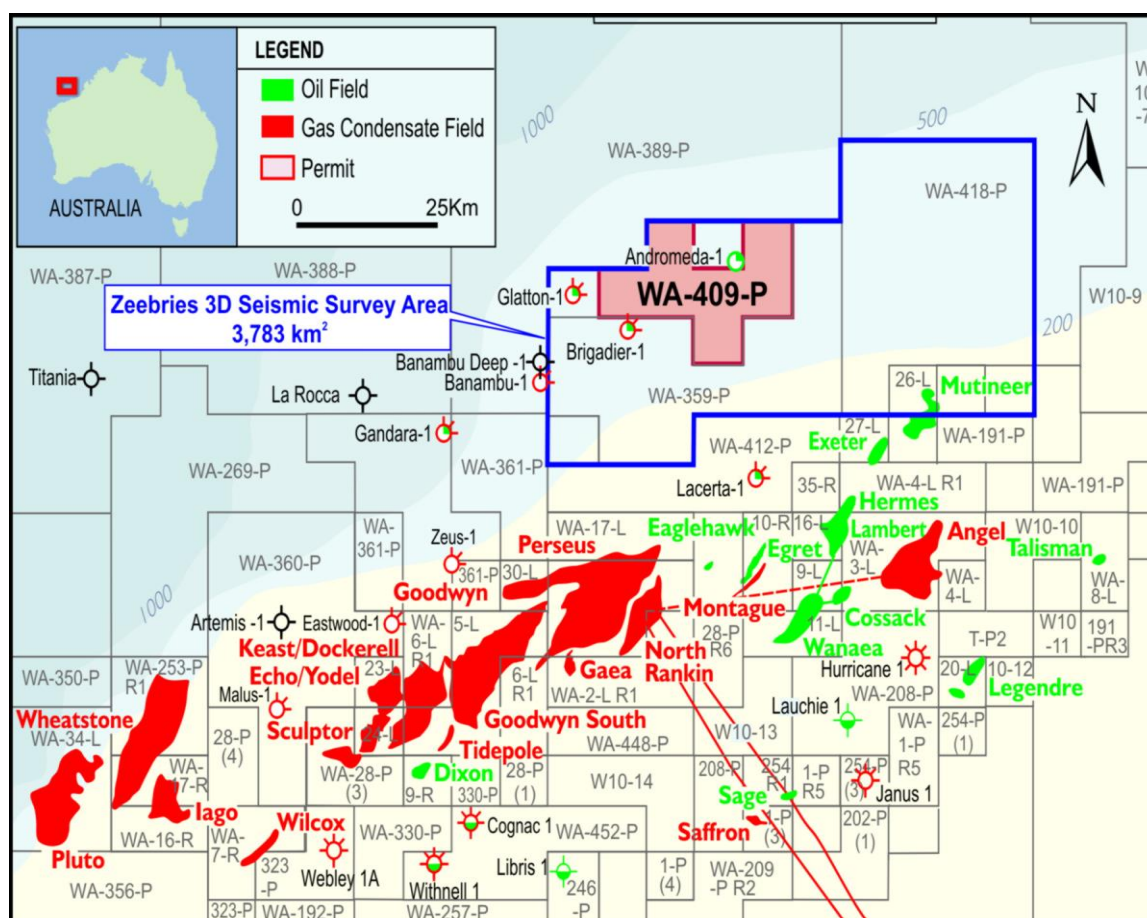 LEGEND
Oil Field
Gas Condensate Field
Permit
0 25Km
AUSTRALIA
1000
500
N
WA-389-P
WA-418-P
WA-387-P
WA-388-P
Andromeda-1
WA-409-P
Glatton-1
W10-9
Zeebries 3D Seismic Survey Area
3,783 km²
200
Brigadier-1
Banambu Deep -1
Banambu-1
Titania
La Rocca
WA-359-P
26-L
Mutineer
Gandara-1
WA-412-P
27-L
Exeter
WA-191-P
WA-269-P
WA-361-P
Lacerta-1
35-R
WA-4-L R1
WA-191-P
Hermes
WA-17-L
10-R
16-L
Lambert
Angel
W10-10
Talisman
WA-
361-P
Zeus-1
Perseus
Eaglehawk
Egret
WA-360-P
361-P
30-L
9-L
WA-
3-L
WA-
4-L
WA-
8-L
Goodwyn
1000
Montague
Cossack
Artemis -1
Eastwood-1
WA-
6-L
R1
5-L
28-P
R6
11-L
Wanaea
T-P2
W10
-11
191
-PR3
Keast/Dockerell
North
Rankin
Hurricane 1
WA-350-P
WA-253-P
R1
Echo/Yodel
23-L
6-L
R1
Gaea
WA-2-L R1
WA-208-P
20-L
10-12
Legendre
Malus-1
Wheatstone
WA-34-L
Sculptor
24-L
Goodwyn South
Lauchie 1
28-P
(4)
Tidepole
WA-448-P
W10-13
WA-
1-P
R5
254-P
(1)
WA-
17-R
WA-28-P
(3)
Dixon
9-R
28-P
(1)
330-P
W10-14
208-P
254
R1
1-P
R5
254-P
(3)
Janus 1
Sage
Iago
Wilcox
WA-330-P
Cognac 1
WA-452-P
Saffron
-P
(3)
202-P
(1)
Pluto
WA-16-R
WA-
7-R
323
-P
Webley 1A
Withnell 1
Libris 1
246
-P
1-P
(4)
WA-209
-P R2
WA-356-P
323-P
WA-192-P
WA-257-P